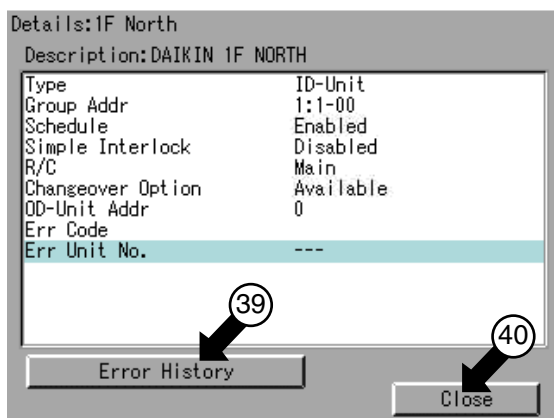 Details:1F North
Description:DAIKIN 1F NORTH
Type ID-Unit
Group Addr 1:1-00
Schedule Enabled
Simple Interlock Disabled
R/C Main
Changeover Option Available
OD-Unit Addr 0
Err Code
Err Unit No. ---
39
40
Error History
Close